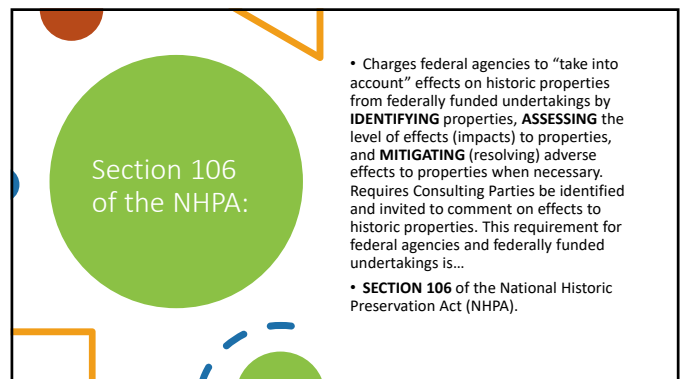 Section 106
of the NHPA:
• Charges federal agencies to “take into
account” effects on historic properties
from federally funded undertakings by
IDENTIFYING properties, ASSESSING the
level of effects (impacts) to properties,
and MITIGATING (resolving) adverse
effects to properties when necessary.
Requires Consulting Parties be identified
and invited to comment on effects to
historic properties. This requirement for
federal agencies and federally funded
undertakings is…
• SECTION 106 of the National Historic
Preservation Act (NHPA).